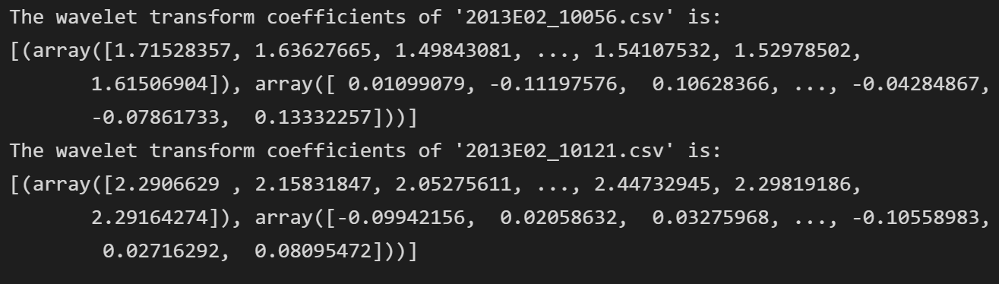 The wavelet transform coefficients of '2013E02_10056.csv' is:
[(array([1.71528357, 1.63627665, 1.49843081, ..., 1.54107532, 1.52978502,
       1.61506904]), array([ 0.01099079, -0.11197576,  0.10628366, ..., -0.04284867,
       -0.07861733,  0.13332257]))]
The wavelet transform coefficients of '2013E02_10121.csv' is:
[(array([2.2906629 , 2.15831847, 2.05275611, ..., 2.44732945, 2.29819186,
       2.29164274]), array([-0.09942156,  0.02058632,  0.03275968, ..., -0.10558983,
        0.02716292,  0.08095472]))]